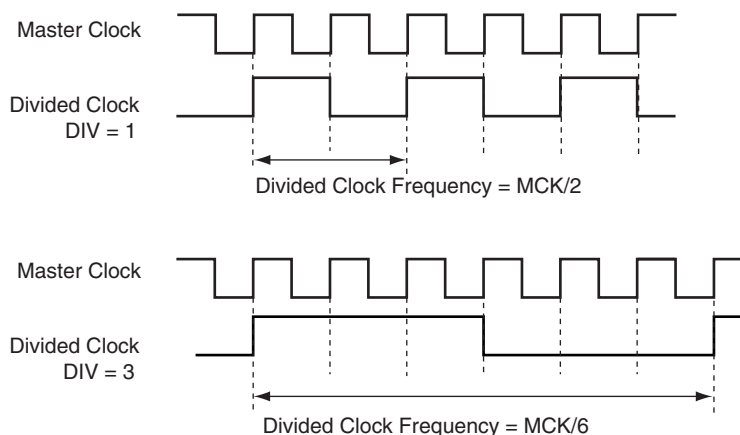 Master Clock
Divided Clock
DIV = 1
Divided Clock Frequency = MCK/2
Master Clock
Divided Clock
DIV = 3
Divided Clock Frequency = MCK/6